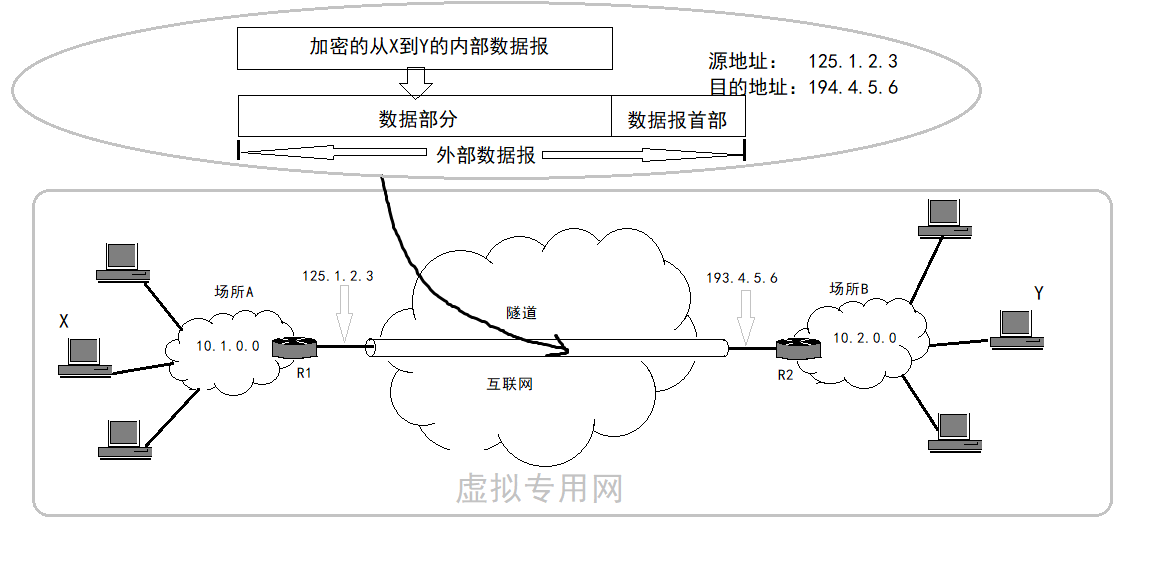 加密的从X到Y的内部数据报
源地址： 125.1.2.3
目的地址：194.4.5.6
数据部分
数据报首部
外部数据报
125.1.2.3
193.4.5.6
场所A
场所B
X
Y
隧道
10.1.0.0
10.2.0.0
R1
R2
互联网
虚拟专用网